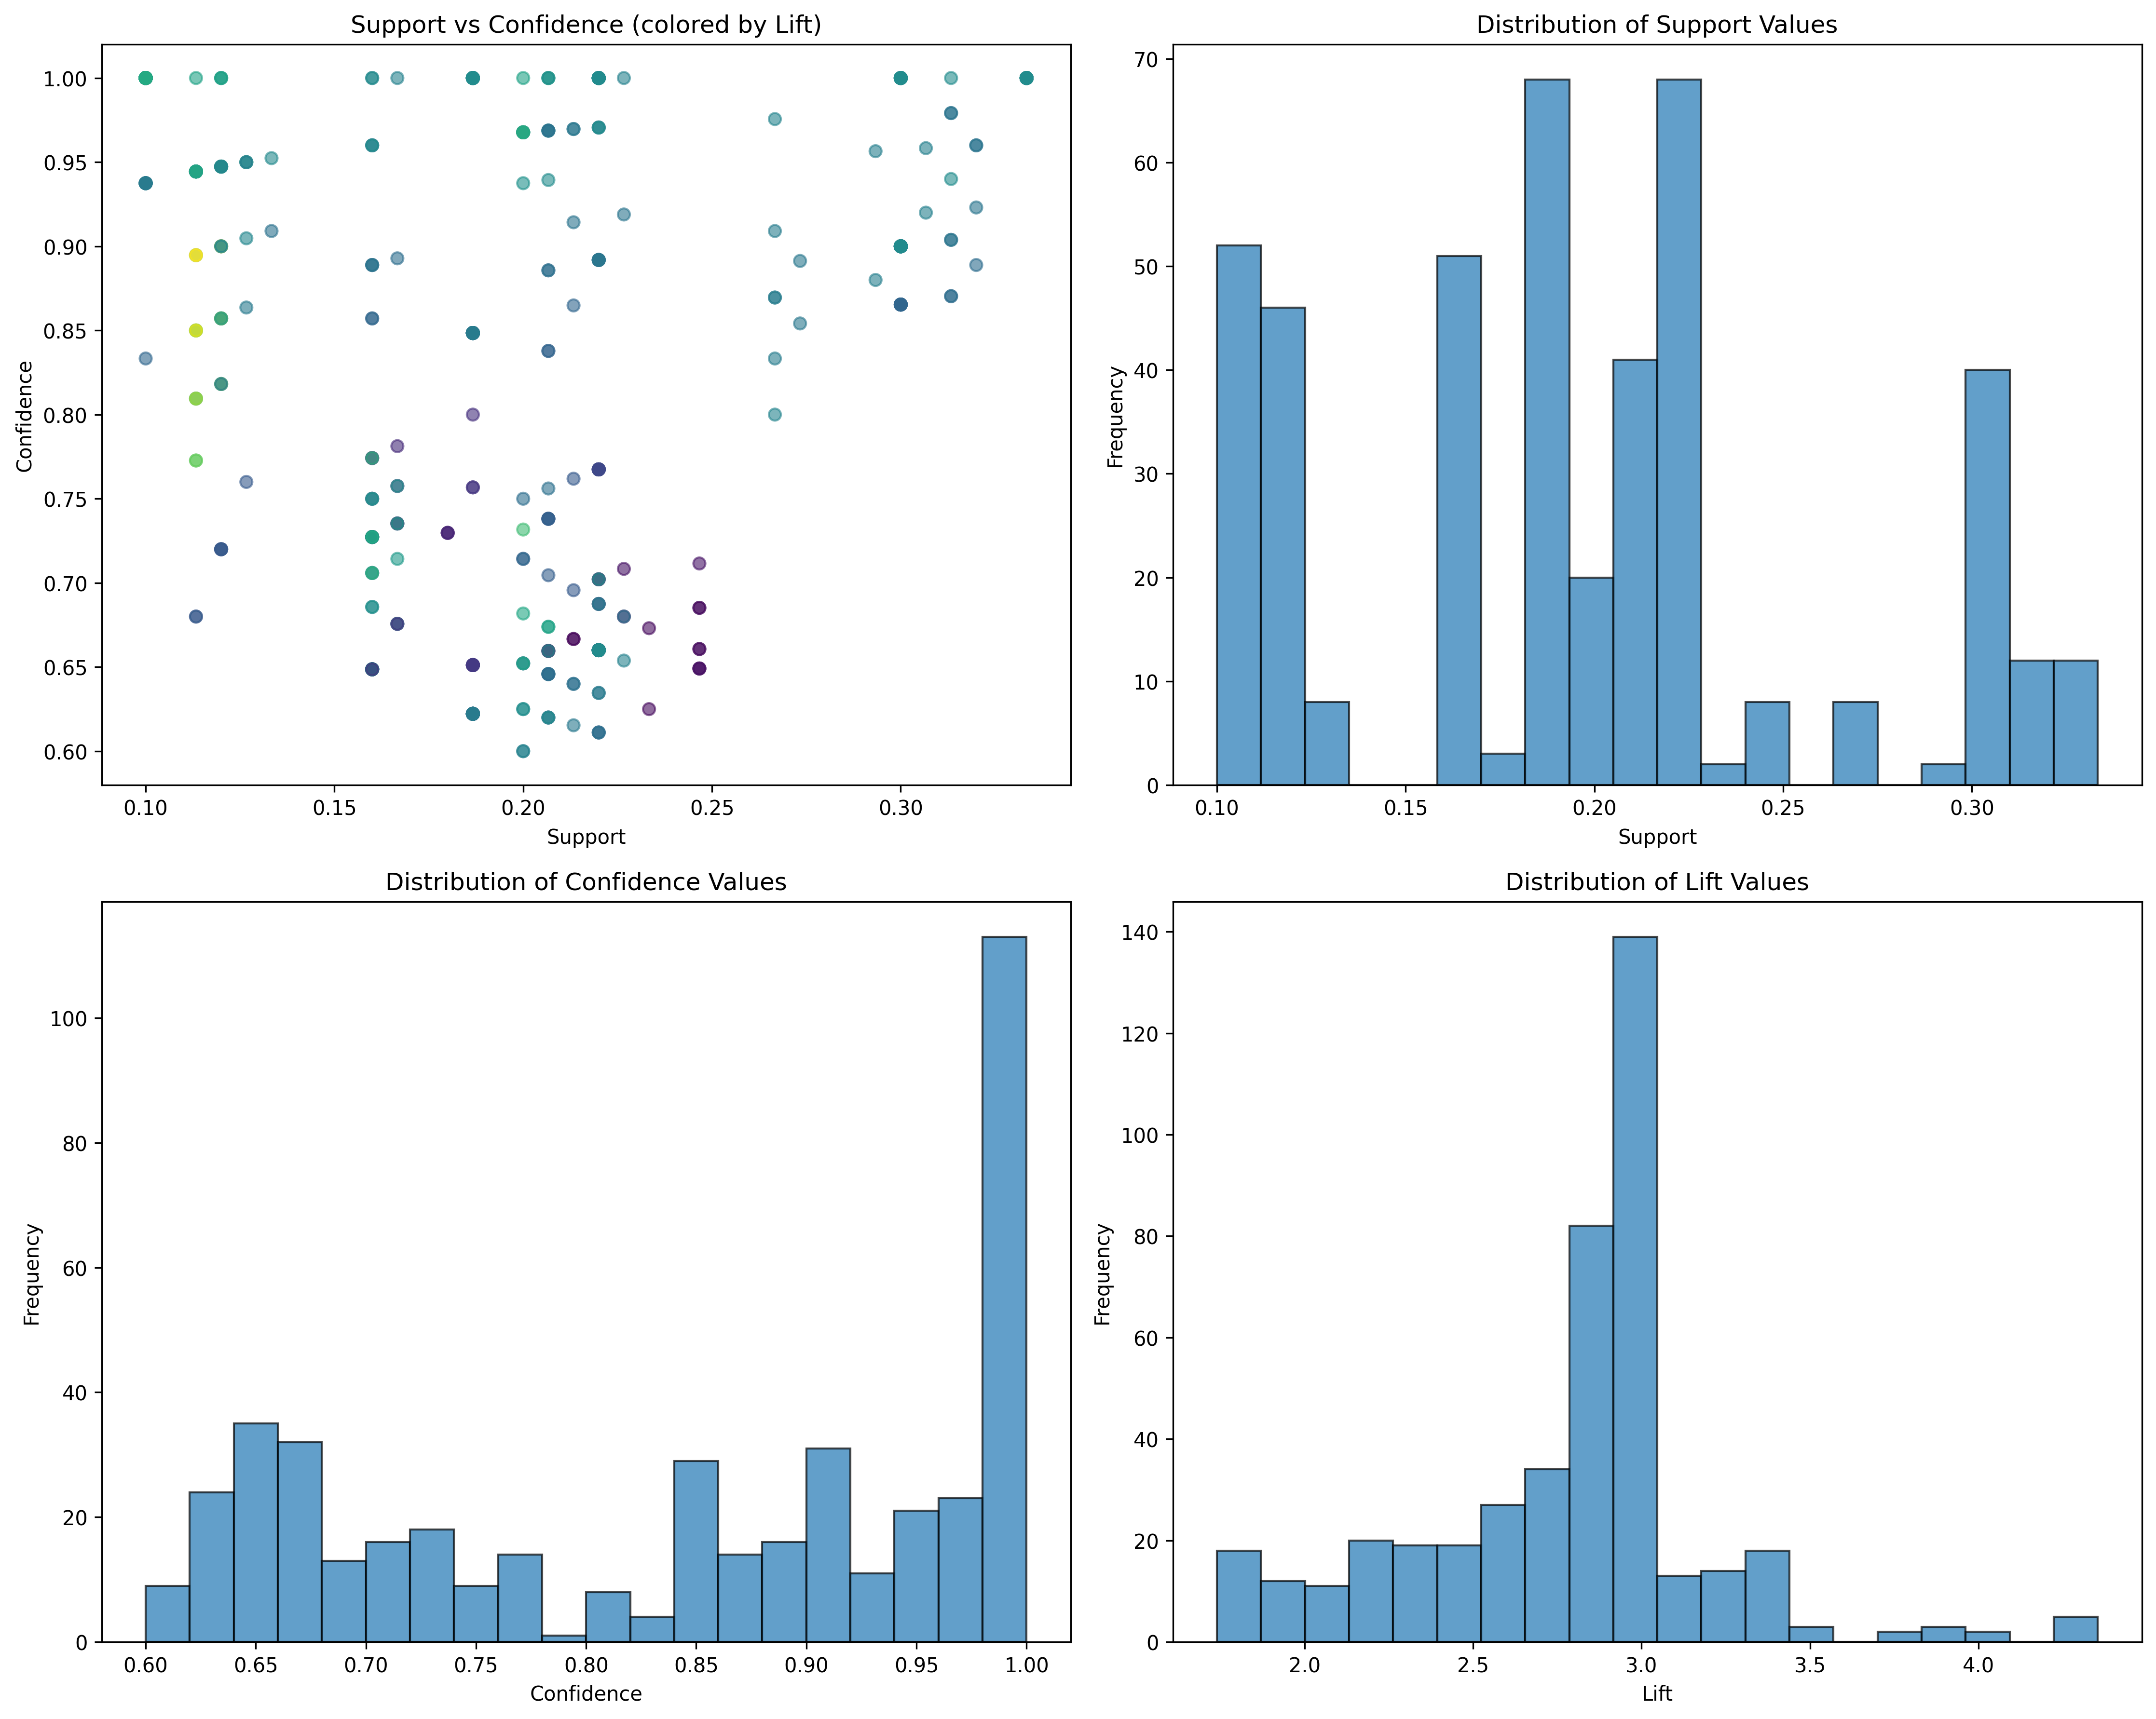 Support vs Confidence (colored by Lift)
1.00
0.95
0.90
0.85
0.80
0.75
0.70
0.65
0.60
Confidence
0.10 0.15 0.20 0.25 0.30
Support
Distribution of Support Values
70
60
50
40
30
20
10
0
Frequency
0.10 0.15 0.20 0.25 0.30
Support
Distribution of Confidence Values
100
80
60
40
20
0
Frequency
0.60 0.65 0.70 0.75 0.80 0.85 0.90 0.95 1.00
Confidence
Distribution of Lift Values
140
120
100
80
60
40
20
0
Frequency
2.0 2.5 3.0 3.5 4.0
Lift